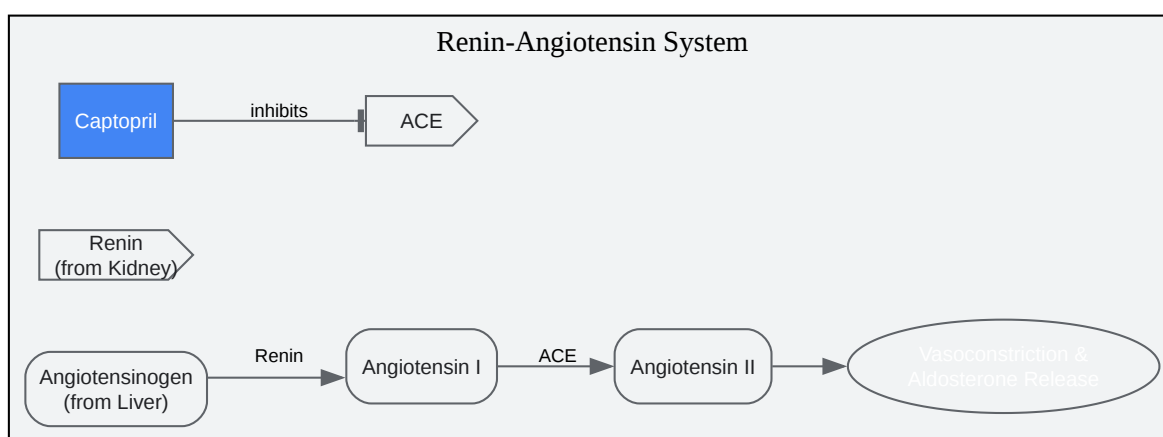 Renin-Angiotensin System
Captopril
inhibits
ACE
Renin
(from Kidney)
Angiotensinogen
(from Liver)
Renin
Angiotensin I
ACE
Angiotensin II
Vasoconstriction &
Aldosterone Release